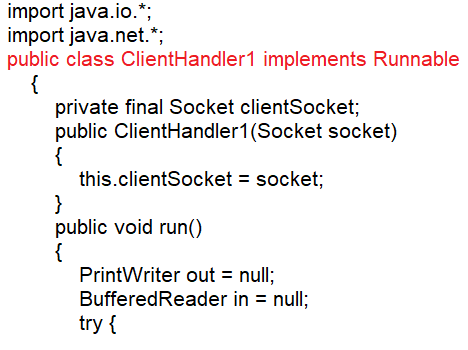 import java.io.*;
import java.net.*;
public class ClientHandler1 implements Runnable
{
private final Socket clientSocket;
public ClientHandler1(Socket socket)
{
this.clientSocket = socket;
}
public void run()
{
PrintWriter out = null;
BufferedReader in = null;
try {